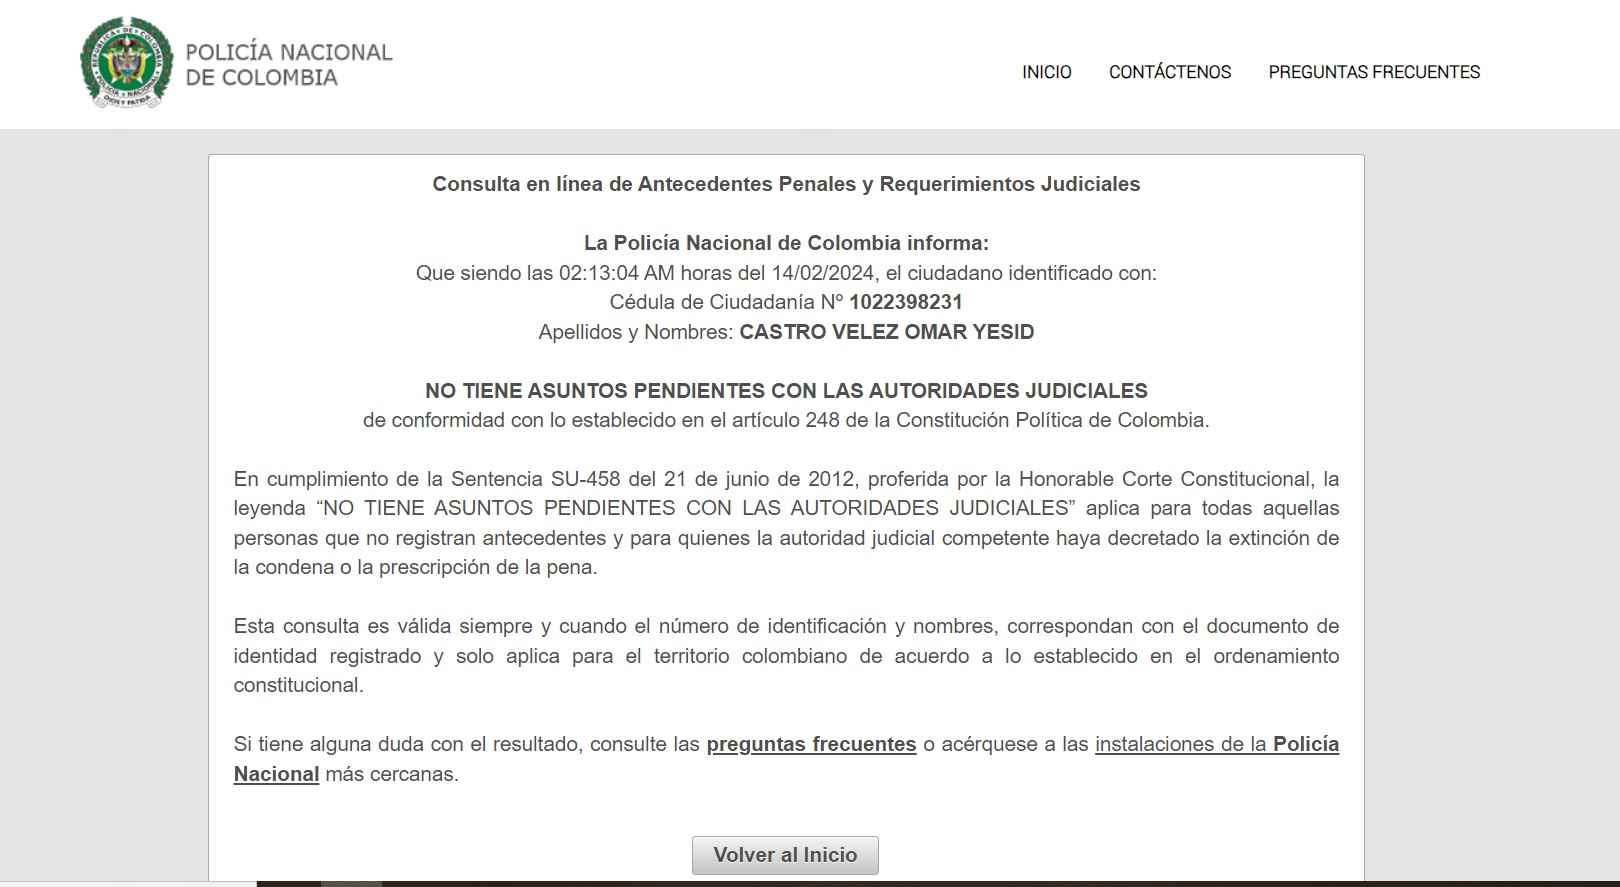 POLICÍA NACIONAL
DE COLOMBIA
INICIO CONTÁCTENOS PREGUNTAS FRECUENTES
Consulta en línea de Antecedentes Penales y Requerimientos Judiciales
La Policía Nacional de Colombia informa:
Que siendo las 02:13:04 AM horas del 14/02/2024, el ciudadano identificado con:
Cédula de Ciudadanía Nº 1022398231
Apellidos y Nombres: CASTRO VELEZ OMAR YESID
NO TIENE ASUNTOS PENDIENTES CON LAS AUTORIDADES JUDICIALES
de conformidad con lo establecido en el artículo 248 de la Constitución Política de Colombia.
En cumplimiento de la Sentencia SU-458 del 21 de junio de 2012, proferida por la Honorable Corte Constitucional, la
leyenda “NO TIENE ASUNTOS PENDIENTES CON LAS AUTORIDADES JUDICIALES” aplica para todas aquellas
personas que no registran antecedentes y para quienes la autoridad judicial competente haya decretado la extinción de
la condena o la prescripción de la pena.
Esta consulta es válida siempre y cuando el número de identificación y nombres, correspondan con el documento de
identidad registrado y solo aplica para el territorio colombiano de acuerdo a lo establecido en el ordenamiento
constitucional.
Si tiene alguna duda con el resultado, consulte las preguntas frecuentes o acérquese a las instalaciones de la Policía
Nacional más cercanas.
Volver al Inicio